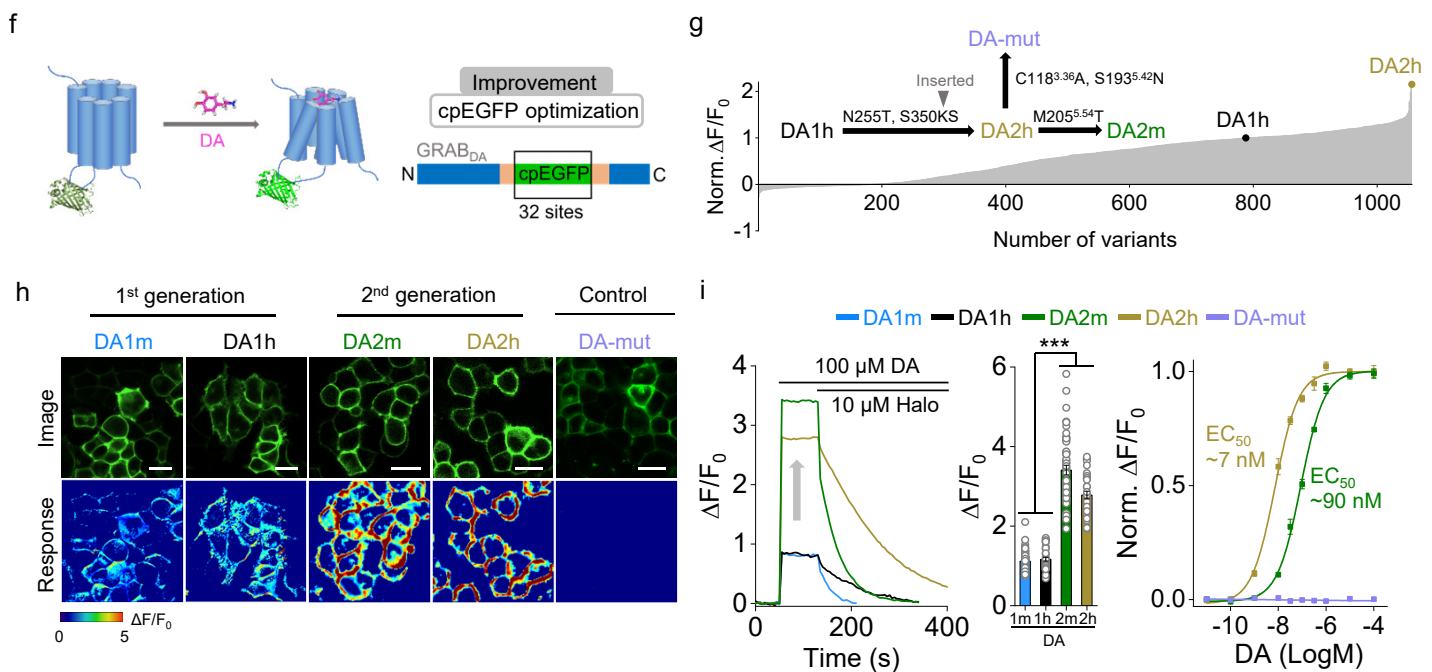 f
DA
Improvement
cpEGFP optimization
GRAB_DA
N
cpEGFP
C
32 sites
g
Norm. ΔF/F₀
2
1
0
-1
DA-mut
C118^3.36A, S193^5.42N
Inserted
N255T, S350KS
M205^5.54T
DA1h
DA2h
DA2m
DA1h
DA2h
200
400
600
800
1000
Number of variants
h
1st generation
2nd generation
Control
DA1m
DA1h
DA2m
DA2h
DA-mut
Image
Response
ΔF/F₀
0
5
i
DA1m
DA1h
DA2m
DA2h
DA-mut
ΔF/F₀
4
3
2
1
0
100 µM DA
10 µM Halo
0
200
400
Time (s)
ΔF/F₀
6
4
2
0
***
1m
1h
2m
2h
DA
Norm. ΔF/F₀
1.0
0.5
0.0
EC₅₀
~7 nM
EC₅₀
~90 nM
-10
-8
-6
-4
DA (LogM)